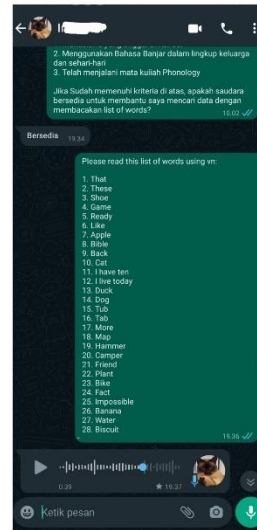 2. Menggunakan Bahasa Banjar dalam lingkup keluarga
dan sehari-hari
3. Telah menjalani mata kuliah Phonology
Jika Sudah memenuhi kriteria di atas, apakah saudara
bersedia untuk membantu saya mencari data dengan
membacakan list of words?
15.02
Bersedia 19.34
Please read this list of words using vn:
1. That
2. These
3. Shoe
4. Game
5. Ready
6. Like
7. Apple
8. Bible
9. Back
10. Cat
11. I have ten
12. I live today
13. Duck
14. Dog
15. Tub
16. Tab
17. More
18. Map
19. Hammer
20. Camper
21. Friend
22. Plant
23. Bike
24. Fact
25. Impossible
26. Banana
27. Water
28. Biscuit
19.36
0:39 19.37
Ketik pesan